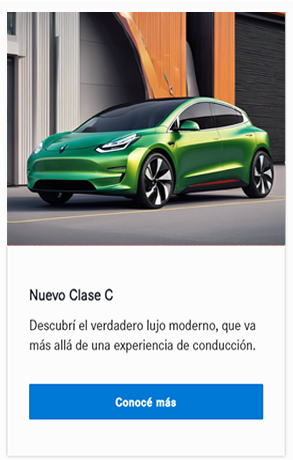 Nuevo Clase C
Descubrí el verdadero lujo moderno, que va
más allá de una experiencia de conducción.
Conocé más